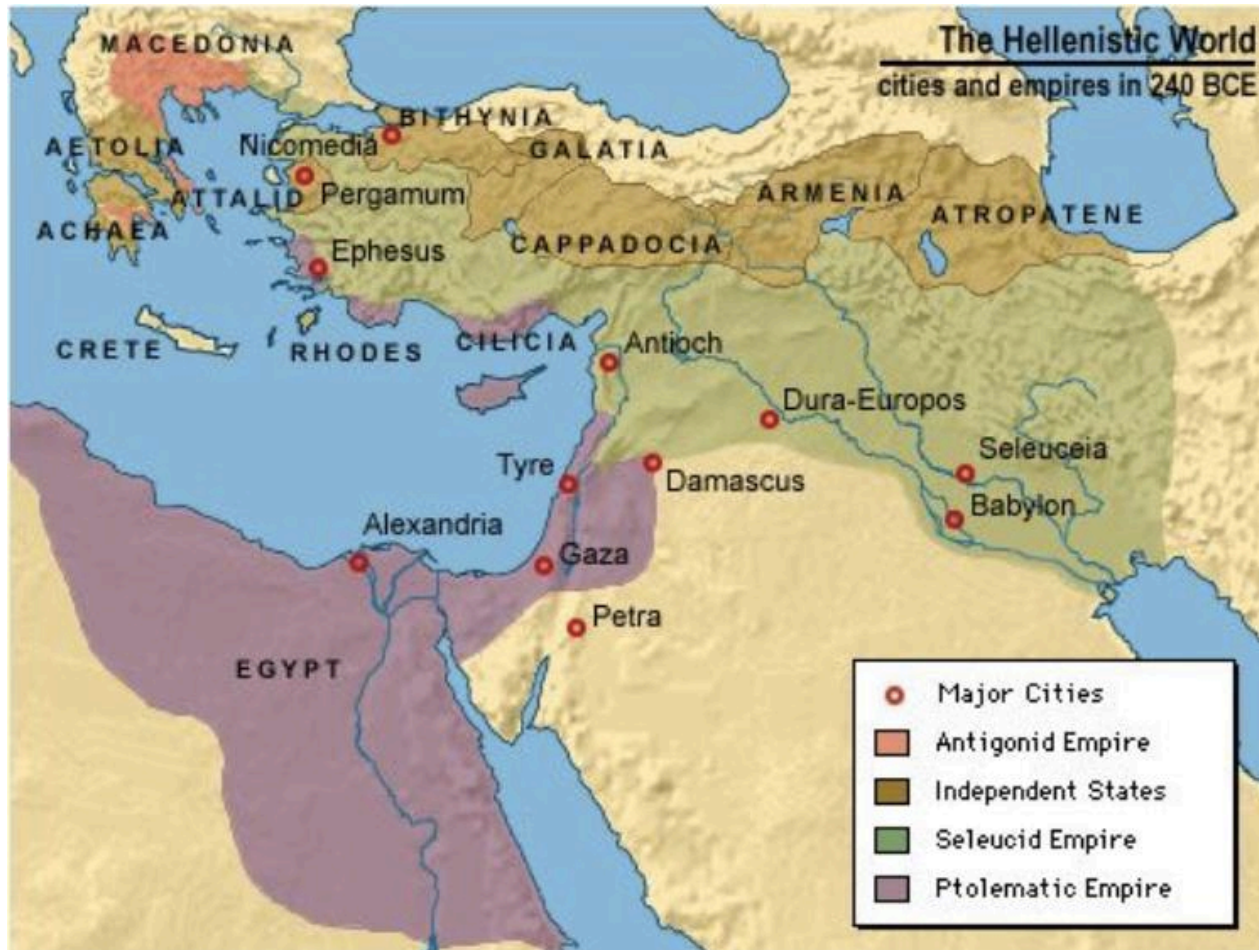 The Hellenistic World
cities and empires in 240 BCE
MACEDONIA
BITHYNIA
Nicomedia
GALATIA
AETOLIA
ATTALID
Pergamum
ARMENIA
ATROPATENE
ACHAEA
CAPPADOCIA
Ephesus
CRETE
RHODES
CILICIA
Antioch
Dura-Europos
Tyre
Damascus
Seleuceia
Babylon
Alexandria
Gaza
Petra
EGYPT
Major Cities
Antigonid Empire
Independent States
Seleucid Empire
Ptolematic Empire